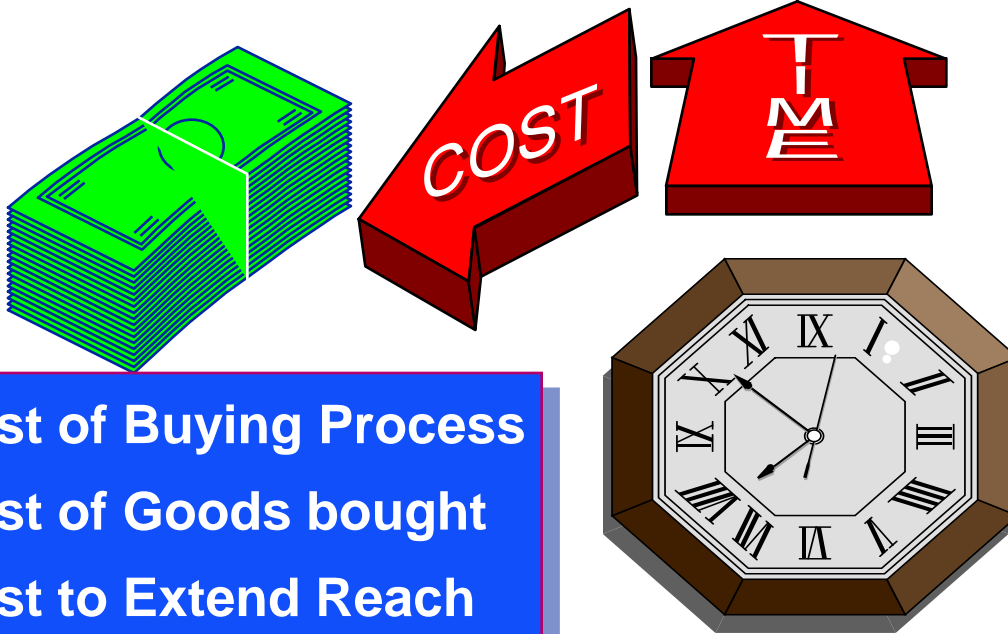 COST
TIME
st of Buying Process
st of Goods bought
st to Extend Reach